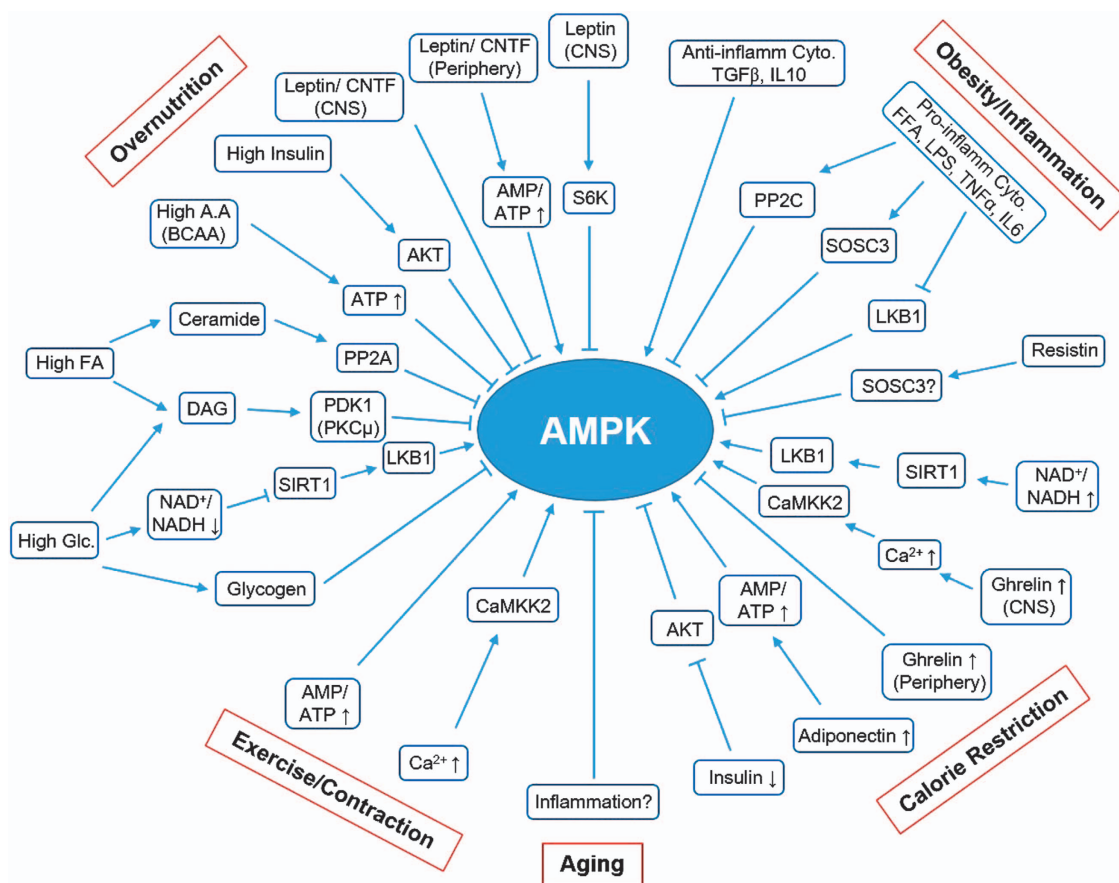 Overnutrition
Leptin/ CNTF
(CNS)
Leptin/ CNTF
(Periphery)
Leptin
(CNS)
Anti-inflamm Cyto.
TGFβ, IL10
Obesity/Inflammation
Pro-inflamm Cyto.
FFA, LPS, TNFα, IL6
High Insulin
AMP/
ATP ↑
S6K
PP2C
SOSC3
High A.A
(BCAA)
AKT
ATP ↑
LKB1
Ceramide
PP2A
High FA
Resistin
SOSC3?
DAG
PDK1
(PKCμ)
AMPK
LKB1
SIRT1
LKB1
SIRT1
NAD⁺/
NADH ↑
NAD⁺/
NADH ↓
CaMKK2
High Glc.
Ca²⁺ ↑
Glycogen
CaMKK2
AMP/
ATP ↑
Ghrelin ↑
(CNS)
AKT
Ghrelin ↑
(Periphery)
AMP/
ATP ↑
Adiponectin ↑
Ca²⁺ ↑
Insulin ↓
Exercise/Contraction
Inflammation?
Calorie Restriction
Aging